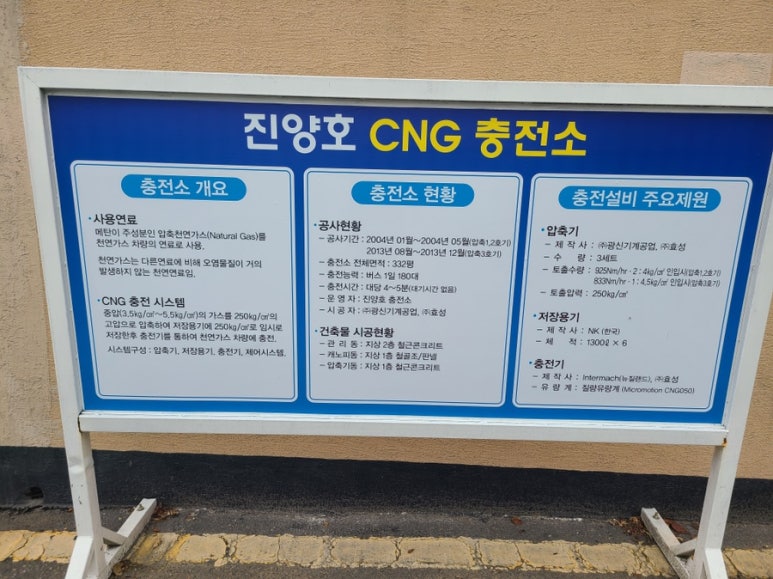 진양호 CNG 충전소
충전소 개요
·사용연료
메탄이 주성분인 압축천연가스(Natural Gas)를
천연가스 차량의 연료로 사용.
천연가스는 다른연료에 비해 오염물질이 거의
발생하지 않는 천연연료임.
·CNG 충전 시스템
중압(3.5kg/㎠~5.5kg/㎠)의 가스를 250kg/㎠의
고압으로 압축하여 저장용기에 250kg/㎠로 임시로
저장한후 충전기를 통하여 천연가스 차량에 충전.
시스템구성 : 압축기, 저장용기, 충전기, 제어시스템.
충전소 현황
·공사현황
– 공사기간 : 2004년 01월~2004년 05월(압축1,2호기)
2013년 08월~2013년 12월(압축3호기)
– 충전소 전체면적 : 332평
– 충전능력 : 버스 1일 180대
– 충전시간 : 대당 4~5분(대기시간 없음)
– 운 영 자 : 진양호 충전소
– 시 공 자 : ㈜광신기계공업, ㈜효성
·건축물 시공현황
– 관 리 동 : 지상 2층 철근콘크리트
– 캐노피동 : 지상 1층 철골조/판넬
– 압축기동 : 지상 1층 철근콘크리트
충전설비 주요제원
·압축기
– 제 작 사 : ㈜광신기계공업, ㈜효성
– 수 량 : 3세트
– 토출수량 : 925Nm/hr · 2 : 4kg/㎠ 인입시(압축1,2호기)
833Nm/hr · 1 : 4.5kg/㎠ 인입시(압축3호기)
– 토출압력 : 250kg/㎠
·저장용기
– 제 작 사 : NK (한국)
– 체 적 : 1300ℓ × 6
·충전기
– 제 작 사 : Intermach(뉴질랜드), ㈜효성
– 유 량 계 : 질량유량계 (Micromotion CNG050)